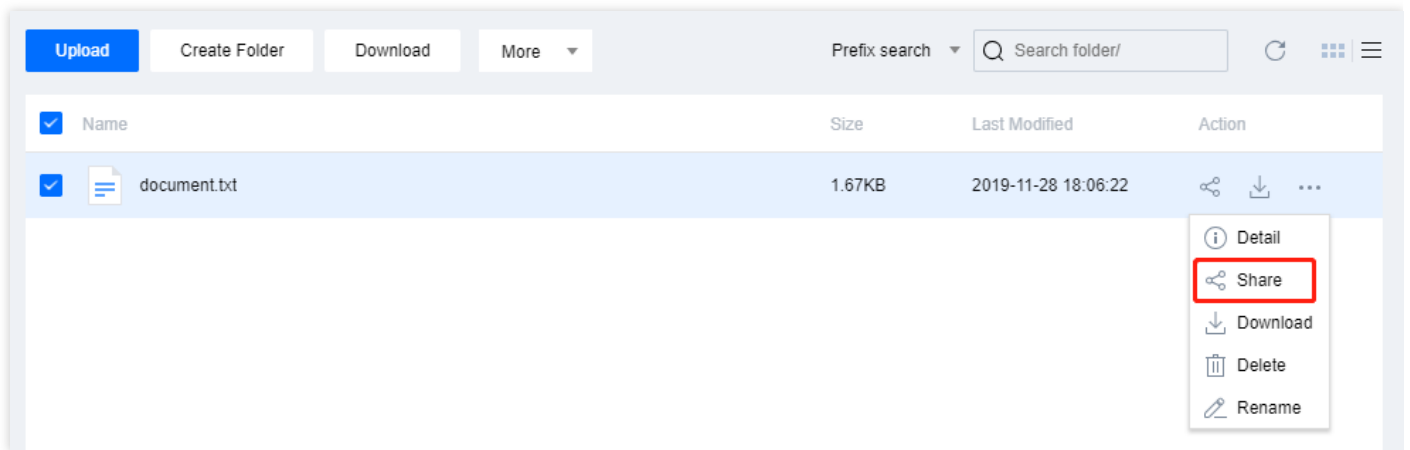 Upload Create Folder Download More Prefix search Search folder/
Name Size Last Modified Action
document.txt 1.67KB 2019-11-28 18:06:22
Detail
Share
Download
Delete
Rename